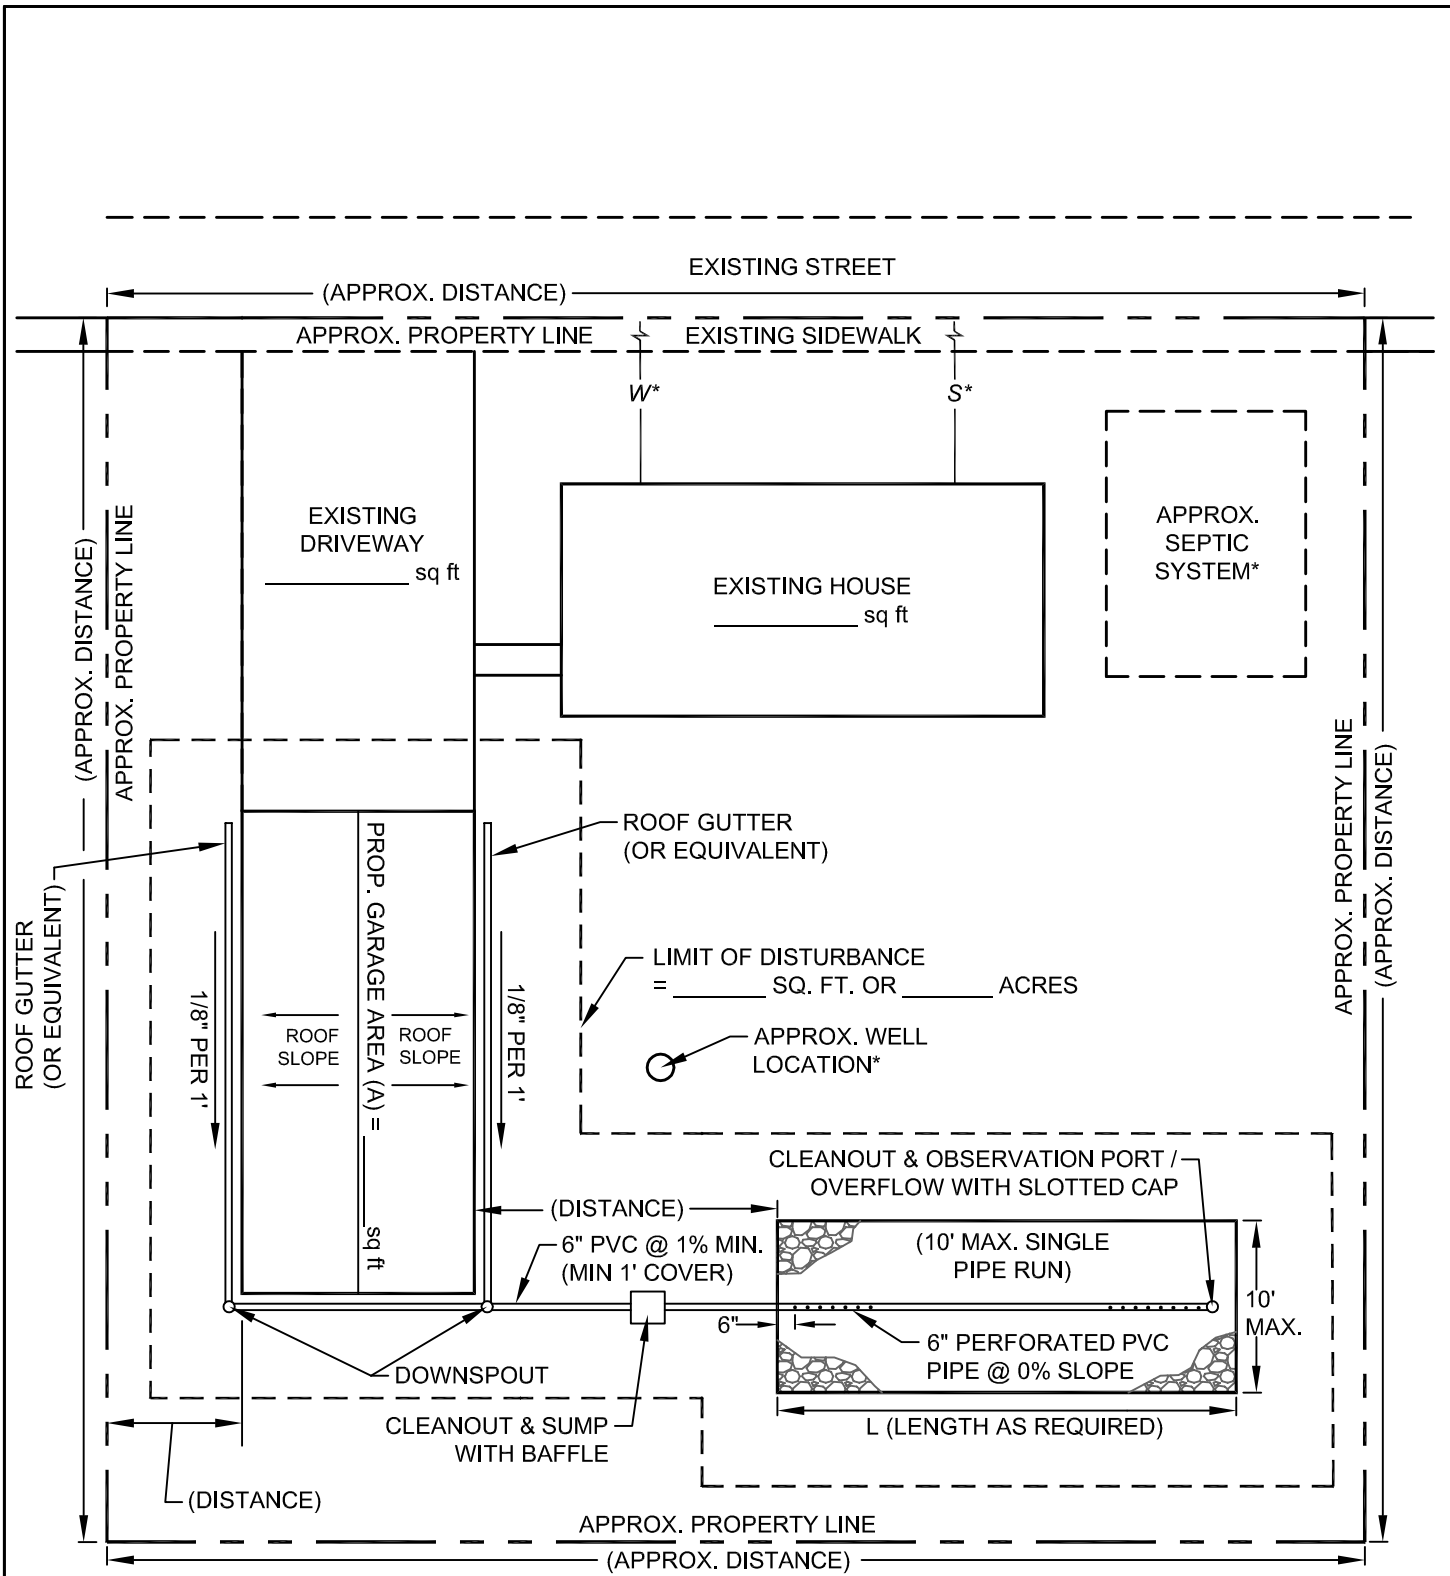 EXISTING STREET
(APPROX. DISTANCE)
APPROX. PROPERTY LINE
EXISTING SIDEWALK
W*
S*
EXISTING
DRIVEWAY
________ sq ft
EXISTING HOUSE
________ sq ft
APPROX.
SEPTIC
SYSTEM*
(APPROX. DISTANCE)
APPROX. PROPERTY LINE
APPROX. PROPERTY LINE
(APPROX. DISTANCE)
ROOF GUTTER
(OR EQUIVALENT)
ROOF GUTTER
(OR EQUIVALENT)
PROP. GARAGE AREA (A) =
________ sq ft
1/8" PER 1'
ROOF
SLOPE
ROOF
SLOPE
1/8" PER 1'
LIMIT OF DISTURBANCE
= ______ SQ. FT. OR ______ ACRES
APPROX. WELL
LOCATION*
CLEANOUT & OBSERVATION PORT /
OVERFLOW WITH SLOTTED CAP
(DISTANCE)
6" PVC @ 1% MIN.
(MIN 1' COVER)
(10' MAX. SINGLE
PIPE RUN)
10'
MAX.
6"
6" PERFORATED PVC
PIPE @ 0% SLOPE
DOWNSPOUT
CLEANOUT & SUMP
WITH BAFFLE
L (LENGTH AS REQUIRED)
(DISTANCE)
APPROX. PROPERTY LINE
(APPROX. DISTANCE)